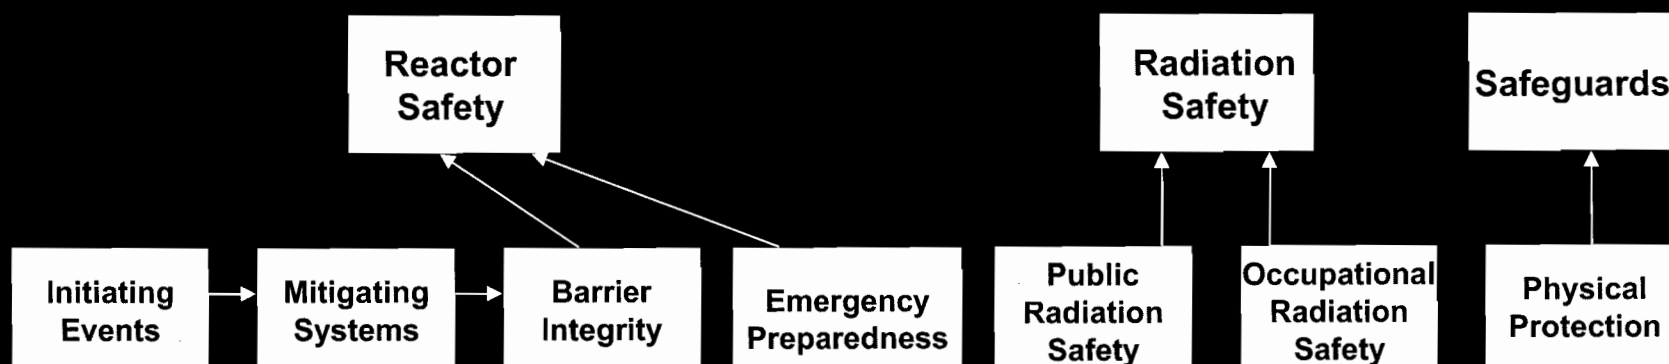 Reactor
Safety
Radiation
Safety
Safeguards
Initiating
Events
Mitigating
Systems
Barrier
Integrity
Emergency
Preparedness
Public
Radiation
Safety
Occupational
Radiation
Safety
Physical
Protection